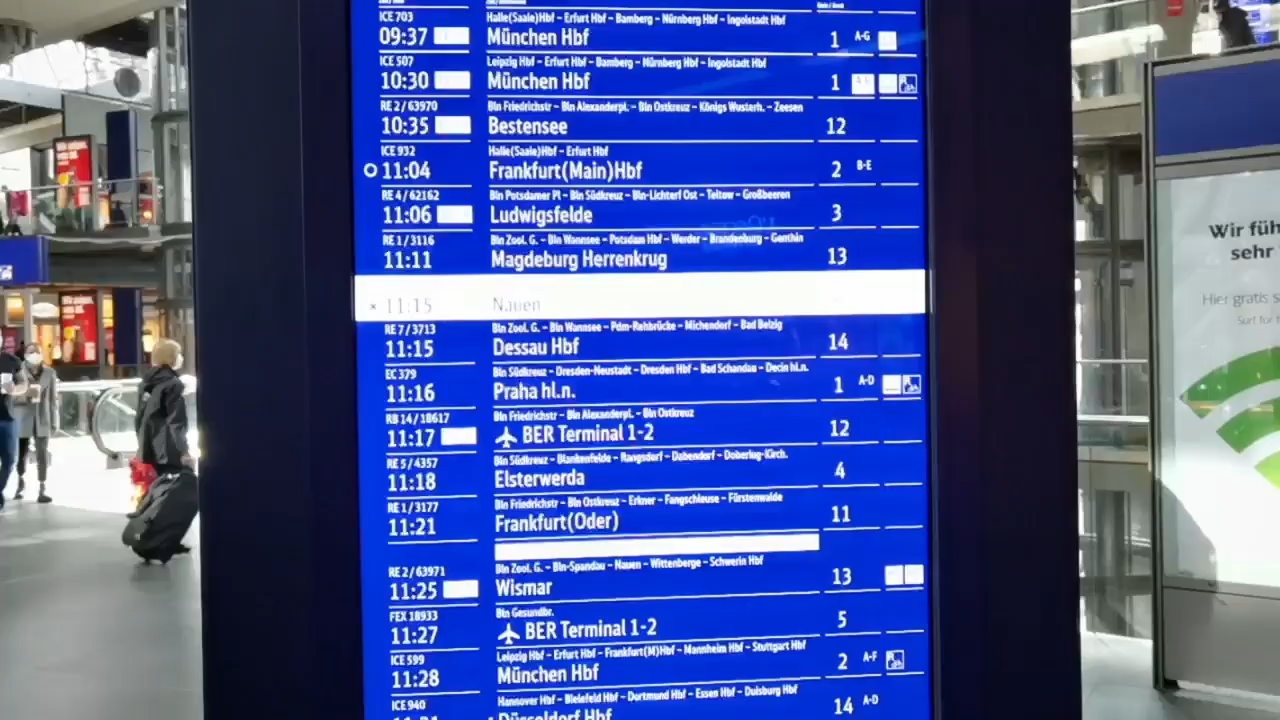 ICE 703
Halle(Saale)Hbf - Erfurt Hbf - Bamberg - Nürnberg Hbf - Ingolstadt Hbf
09:37 München Hbf 1 A-G
ICE 507
Leipzig Hbf - Erfurt Hbf - Bamberg - Nürnberg Hbf - Ingolstadt Hbf
10:30 München Hbf 1
RE 2 / 63970
Bln Friedrichstr - Bln Alexanderpl. - Bln Ostkreuz - Königs Wusterh. - Zeesen
10:35 Bestensee 12
ICE 932
Halle(Saale)Hbf - Erfurt Hbf
11:04 Frankfurt(Main)Hbf 2 B-E
RE 4 / 62162
Bln Potsdamer Pl - Bln Südkreuz - Bln-Lichterf Ost - Teltow - Großbeeren
11:06 Ludwigsfelde 3
RE 1 / 3116
Bln Zool. G. - Bln Wannsee - Potsdam Hbf - Werder - Brandenburg - Genthin
11:11 Magdeburg Herrenkrug 13
× 11:15 Nauen
RE 7 / 3713
Bln Zool. G. - Bln Wannsee - Pdm-Rehbrücke - Michendorf - Bad Belzig
11:15 Dessau Hbf 14
EC 379
Bln Südkreuz - Dresden-Neustadt - Dresden Hbf - Bad Schandau - Decin hl.n.
11:16 Praha hl.n. 1 A-D
RB 14 / 18617
Bln Friedrichstr - Bln Alexanderpl. - Bln Ostkreuz
11:17 BER Terminal 1-2 12
RE 5 / 4357
Bln Südkreuz - Blankenfelde - Rangsdorf - Dabendorf - Doberlug-Kirch.
11:18 Elsterwerda 4
RE 1 / 3177
Bln Friedrichstr - Bln Ostkreuz - Erkner - Fangschleuse - Fürstenwalde
11:21 Frankfurt(Oder) 11
RE 2 / 63971
Bln Zool. G. - Bln-Spandau - Nauen - Wittenberge - Schwerin Hbf
11:25 Wismar 13
FEX 18933
Bln Gesundbr.
11:27 BER Terminal 1-2 5
ICE 599
Leipzig Hbf - Erfurt Hbf - Frankfurt(M)Hbf - Mannheim Hbf - Stuttgart Hbf
11:28 München Hbf 2 A-F
ICE 940
Hannover Hbf - Bielefeld Hbf - Dortmund Hbf - Essen Hbf - Duisburg Hbf
Düsseldorf Hbf 14 A-D
Wir füh
sehr
Hier gratis s
Surf for